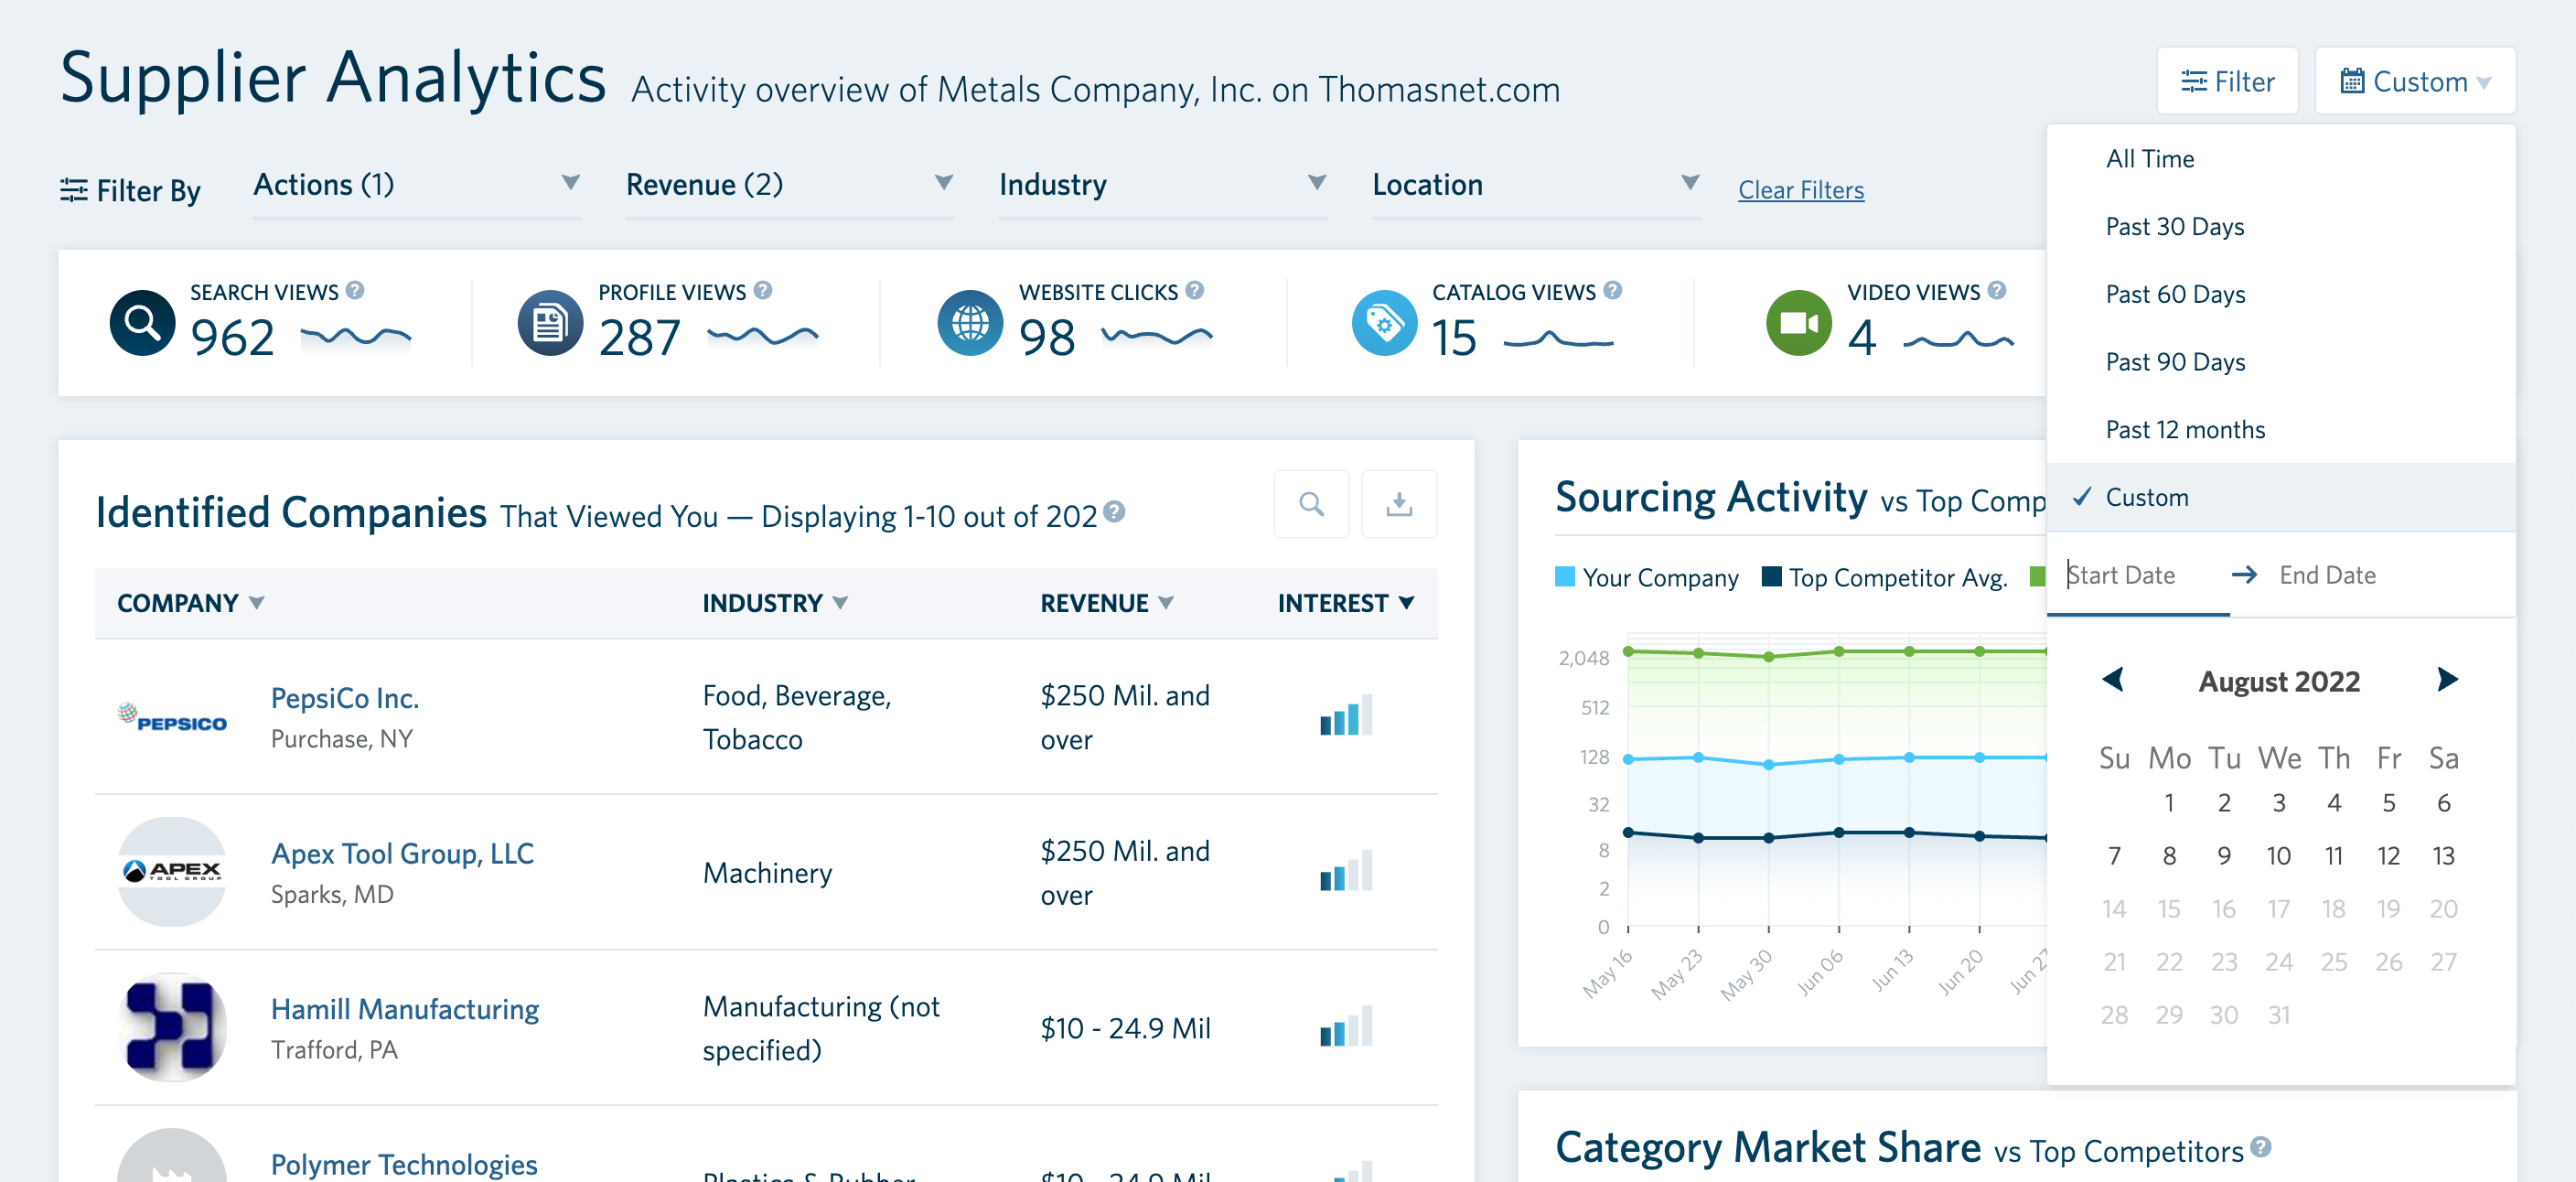 Supplier Analytics Activity overview of Metals Company, Inc. on Thomasnet.com
Filter
Custom
Filter By
Actions (1)
Revenue (2)
Industry
Location
Clear Filters
All Time
Past 30 Days
Past 60 Days
Past 90 Days
Past 12 months
Custom
Start Date
End Date
August 2022
Su Mo Tu We Th Fr Sa
1 2 3 4 5 6
7 8 9 10 11 12 13
14 15 16 17 18 19 20
21 22 23 24 25 26 27
28 29 30 31
SEARCH VIEWS ?
962
PROFILE VIEWS ?
287
WEBSITE CLICKS ?
98
CATALOG VIEWS ?
15
VIDEO VIEWS ?
4
Identified Companies That Viewed You — Displaying 1-10 out of 202 ?
COMPANY
INDUSTRY
REVENUE
INTEREST
PEPSICO
PepsiCo Inc.
Purchase, NY
Food, Beverage,
Tobacco
$250 Mil. and
over
APEX
TOOL GROUP
Apex Tool Group, LLC
Sparks, MD
Machinery
$250 Mil. and
over
Hamill Manufacturing
Trafford, PA
Manufacturing (not
specified)
$10 - 24.9 Mil
Polymer Technologies
Plastics & Rubber
$10 - 24.9 Mil
Sourcing Activity vs Top Comp
Your Company
Top Competitor Avg.
2,048
512
128
32
8
2
0
May 16
May 23
May 30
Jun 06
Jun 13
Jun 20
Jun 27
Category Market Share vs Top Competitors ?